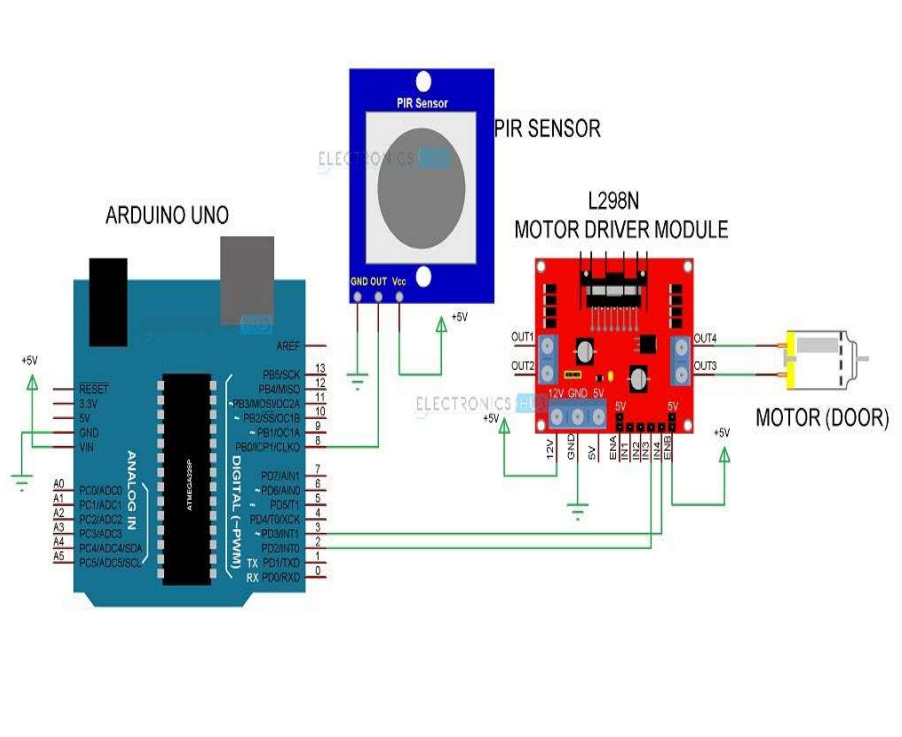 PIR Sensor
PIR SENSOR
ELECTRONICS HUB
GND OUT Vcc
+5V
ARDUINO UNO
+5V
AREF
RESET
3.3V
5V
GND
VIN
A0 PC0/ADC0
A1 PC1/ADC1
A2 PC2/ADC2
A3 PC3/ADC3
A4 PC4/ADC4/SDA
A5 PC5/ADC5/SCL
ANALOG IN
ATMEGA328P
DIGITAL (~PWM)
PB5/SCK 13
PB4/MISO 12
~PB3/MOSI/OC2A 11
~PB2/SS/OC1B 10
~PB1/OC1A 9
PB0/ICP1/CLKO 8
PD7/AIN1 7
~PD6/AIN0 6
~PD5/T1 5
PD4/T0/XCK 4
~PD3/INT1 3
PD2/INT0 2
TX PD1/TXD 1
RX PD0/RXD 0
L298N
MOTOR DRIVER MODULE
OUT1
OUT2
OUT4
OUT3
12V GND 5V
5V
5V
ELECTRONICS HUB
+5V
12V
GND
5V
ENA
IN1
IN2
IN3
IN4
ENB
+5V
MOTOR (DOOR)